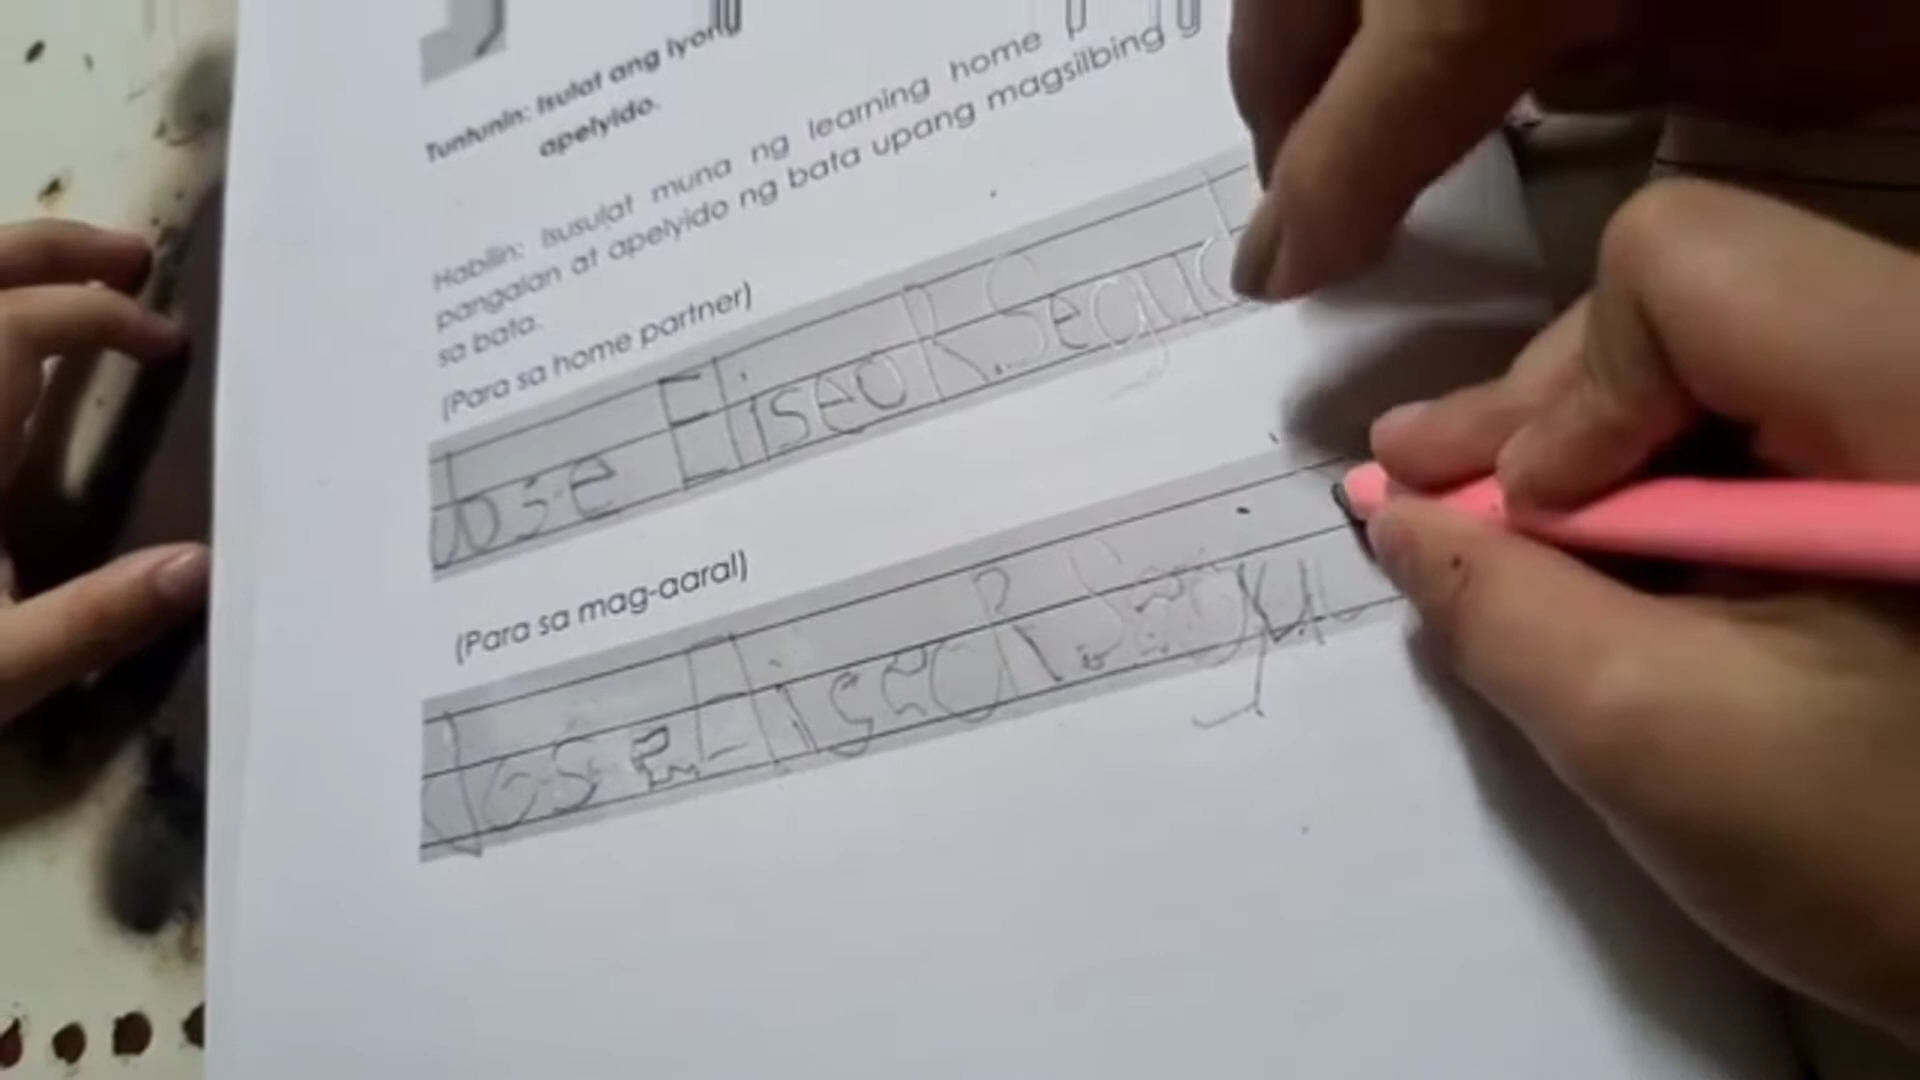 Tuntunin: Isulat ang iyong
apelyido.
Habilin: Isusulat muna ng learning home
pangalan at apelyido ng bata upang magsilbing
sa bata.
(Para sa home partner)
Jose Eliseo R. Segud
(Para sa mag-aaral)
Jose Eliseo R. Segu